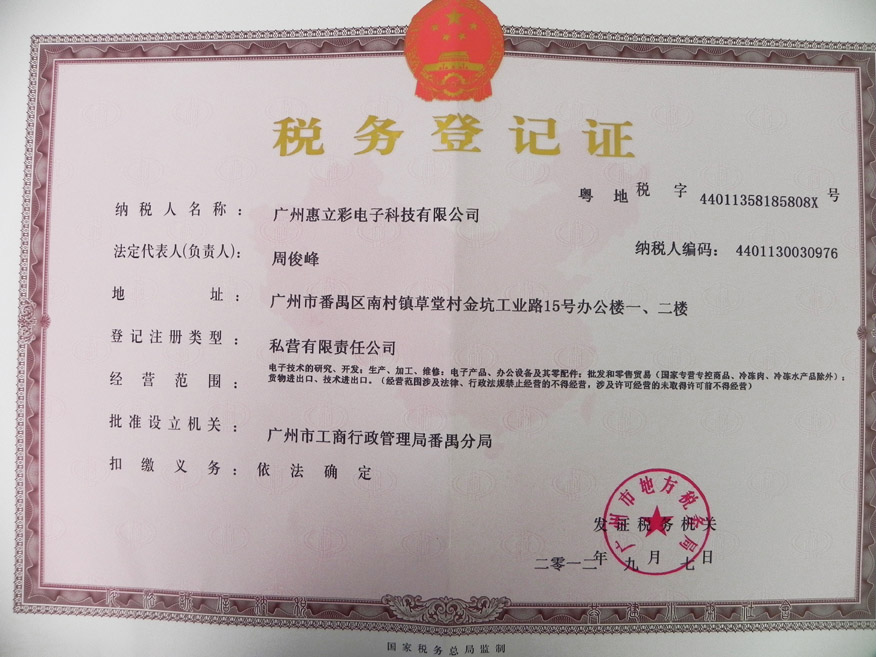 税务登记证
粤地税字 44011358185808X 号
纳税人名称: 广州惠立彩电子科技有限公司
纳税人编码: 4401130030976
法定代表人(负责人): 周俊峰
地址: 广州市番禺区南村镇草堂村金坑工业路15号办公楼一、二楼
登记注册类型: 私营有限责任公司
经营范围: 电子技术的研究、开发;生产、加工、维修:电子产品、办公设备及其零配件;批发和零售贸易(国家专营专控商品、冷冻肉、冷冻水产品除外);
货物进出口、技术进出口。(经营范围涉及法律、行政法规禁止经营的不得经营,涉及许可经营的未取得许可前不得经营)
批准设立机关: 广州市工商行政管理局番禺分局
扣缴义务: 依法确定
广州市地方税务局
发证税务机关
二零一二年九月七日
国家税务总局监制